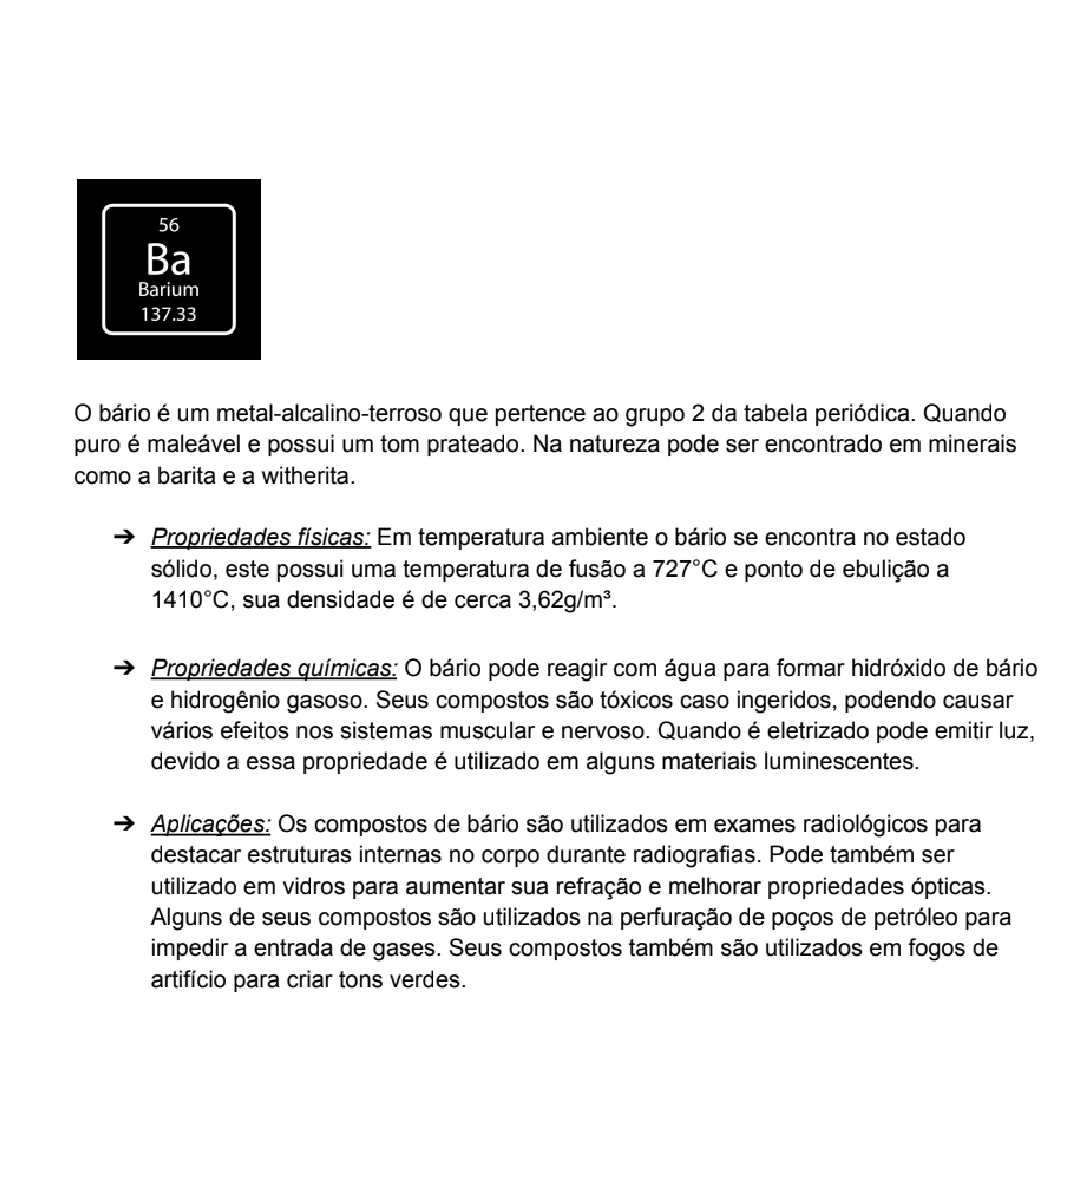 56
Ba
Barium
137.33
O bário é um metal-alcalino-terroso que pertence ao grupo 2 da tabela periódica. Quando
puro é maleável e possui um tom prateado. Na natureza pode ser encontrado em minerais
como a barita e a witherita.
➔ Propriedades físicas: Em temperatura ambiente o bário se encontra no estado
sólido, este possui uma temperatura de fusão a 727°C e ponto de ebulição a
1410°C, sua densidade é de cerca 3,62g/m³.
➔ Propriedades químicas: O bário pode reagir com água para formar hidróxido de bário
e hidrogênio gasoso. Seus compostos são tóxicos caso ingeridos, podendo causar
vários efeitos nos sistemas muscular e nervoso. Quando é eletrizado pode emitir luz,
devido a essa propriedade é utilizado em alguns materiais luminescentes.
➔ Aplicações: Os compostos de bário são utilizados em exames radiológicos para
destacar estruturas internas no corpo durante radiografias. Pode também ser
utilizado em vidros para aumentar sua refração e melhorar propriedades ópticas.
Alguns de seus compostos são utilizados na perfuração de poços de petróleo para
impedir a entrada de gases. Seus compostos também são utilizados em fogos de
artifício para criar tons verdes.